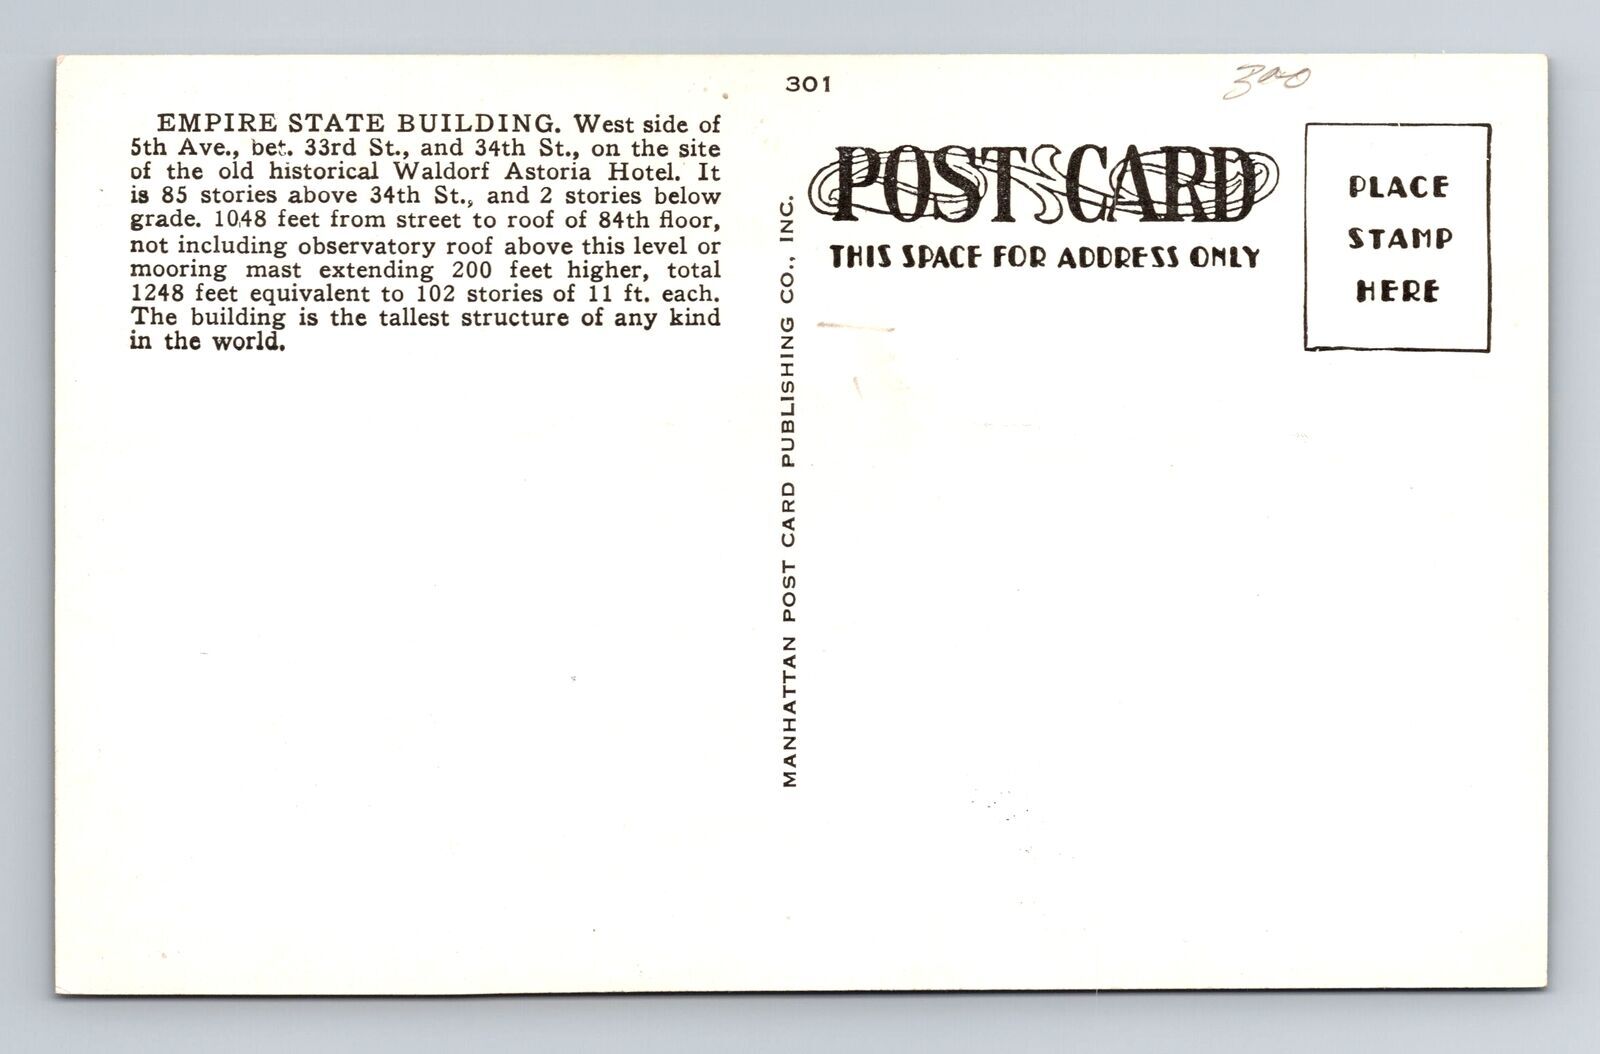 301
300
EMPIRE STATE BUILDING. West side of
5th Ave., bet. 33rd St., and 34th St., on the site
of the old historical Waldorf Astoria Hotel. It
is 85 stories above 34th St., and 2 stories below
grade. 1048 feet from street to roof of 84th floor,
not including observatory roof above this level or
mooring mast extending 200 feet higher, total
1248 feet equivalent to 102 stories of 11 ft. each.
The building is the tallest structure of any kind
in the world.
MANHATTAN POST CARD PUBLISHING CO., INC.
POST CARD
THIS SPACE FOR ADDRESS ONLY
PLACE
STAMP
HERE